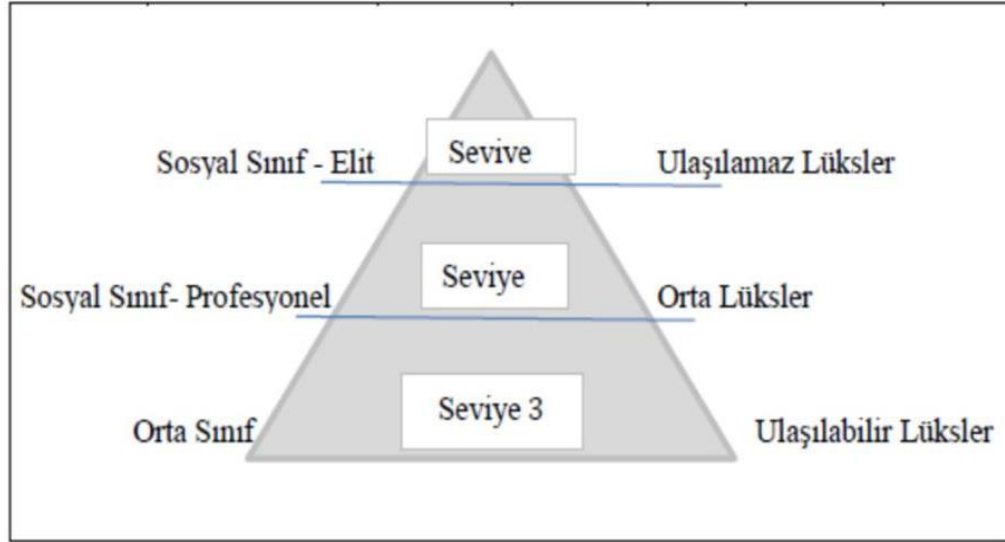 Sosyal Sınıf - Elit
Sevive
Ulaşılamaz Lüksler
Sosyal Sınıf- Profesyonel
Seviye
Orta Lüksler
Orta Sınıf
Seviye 3
Ulaşılabilir Lüksler